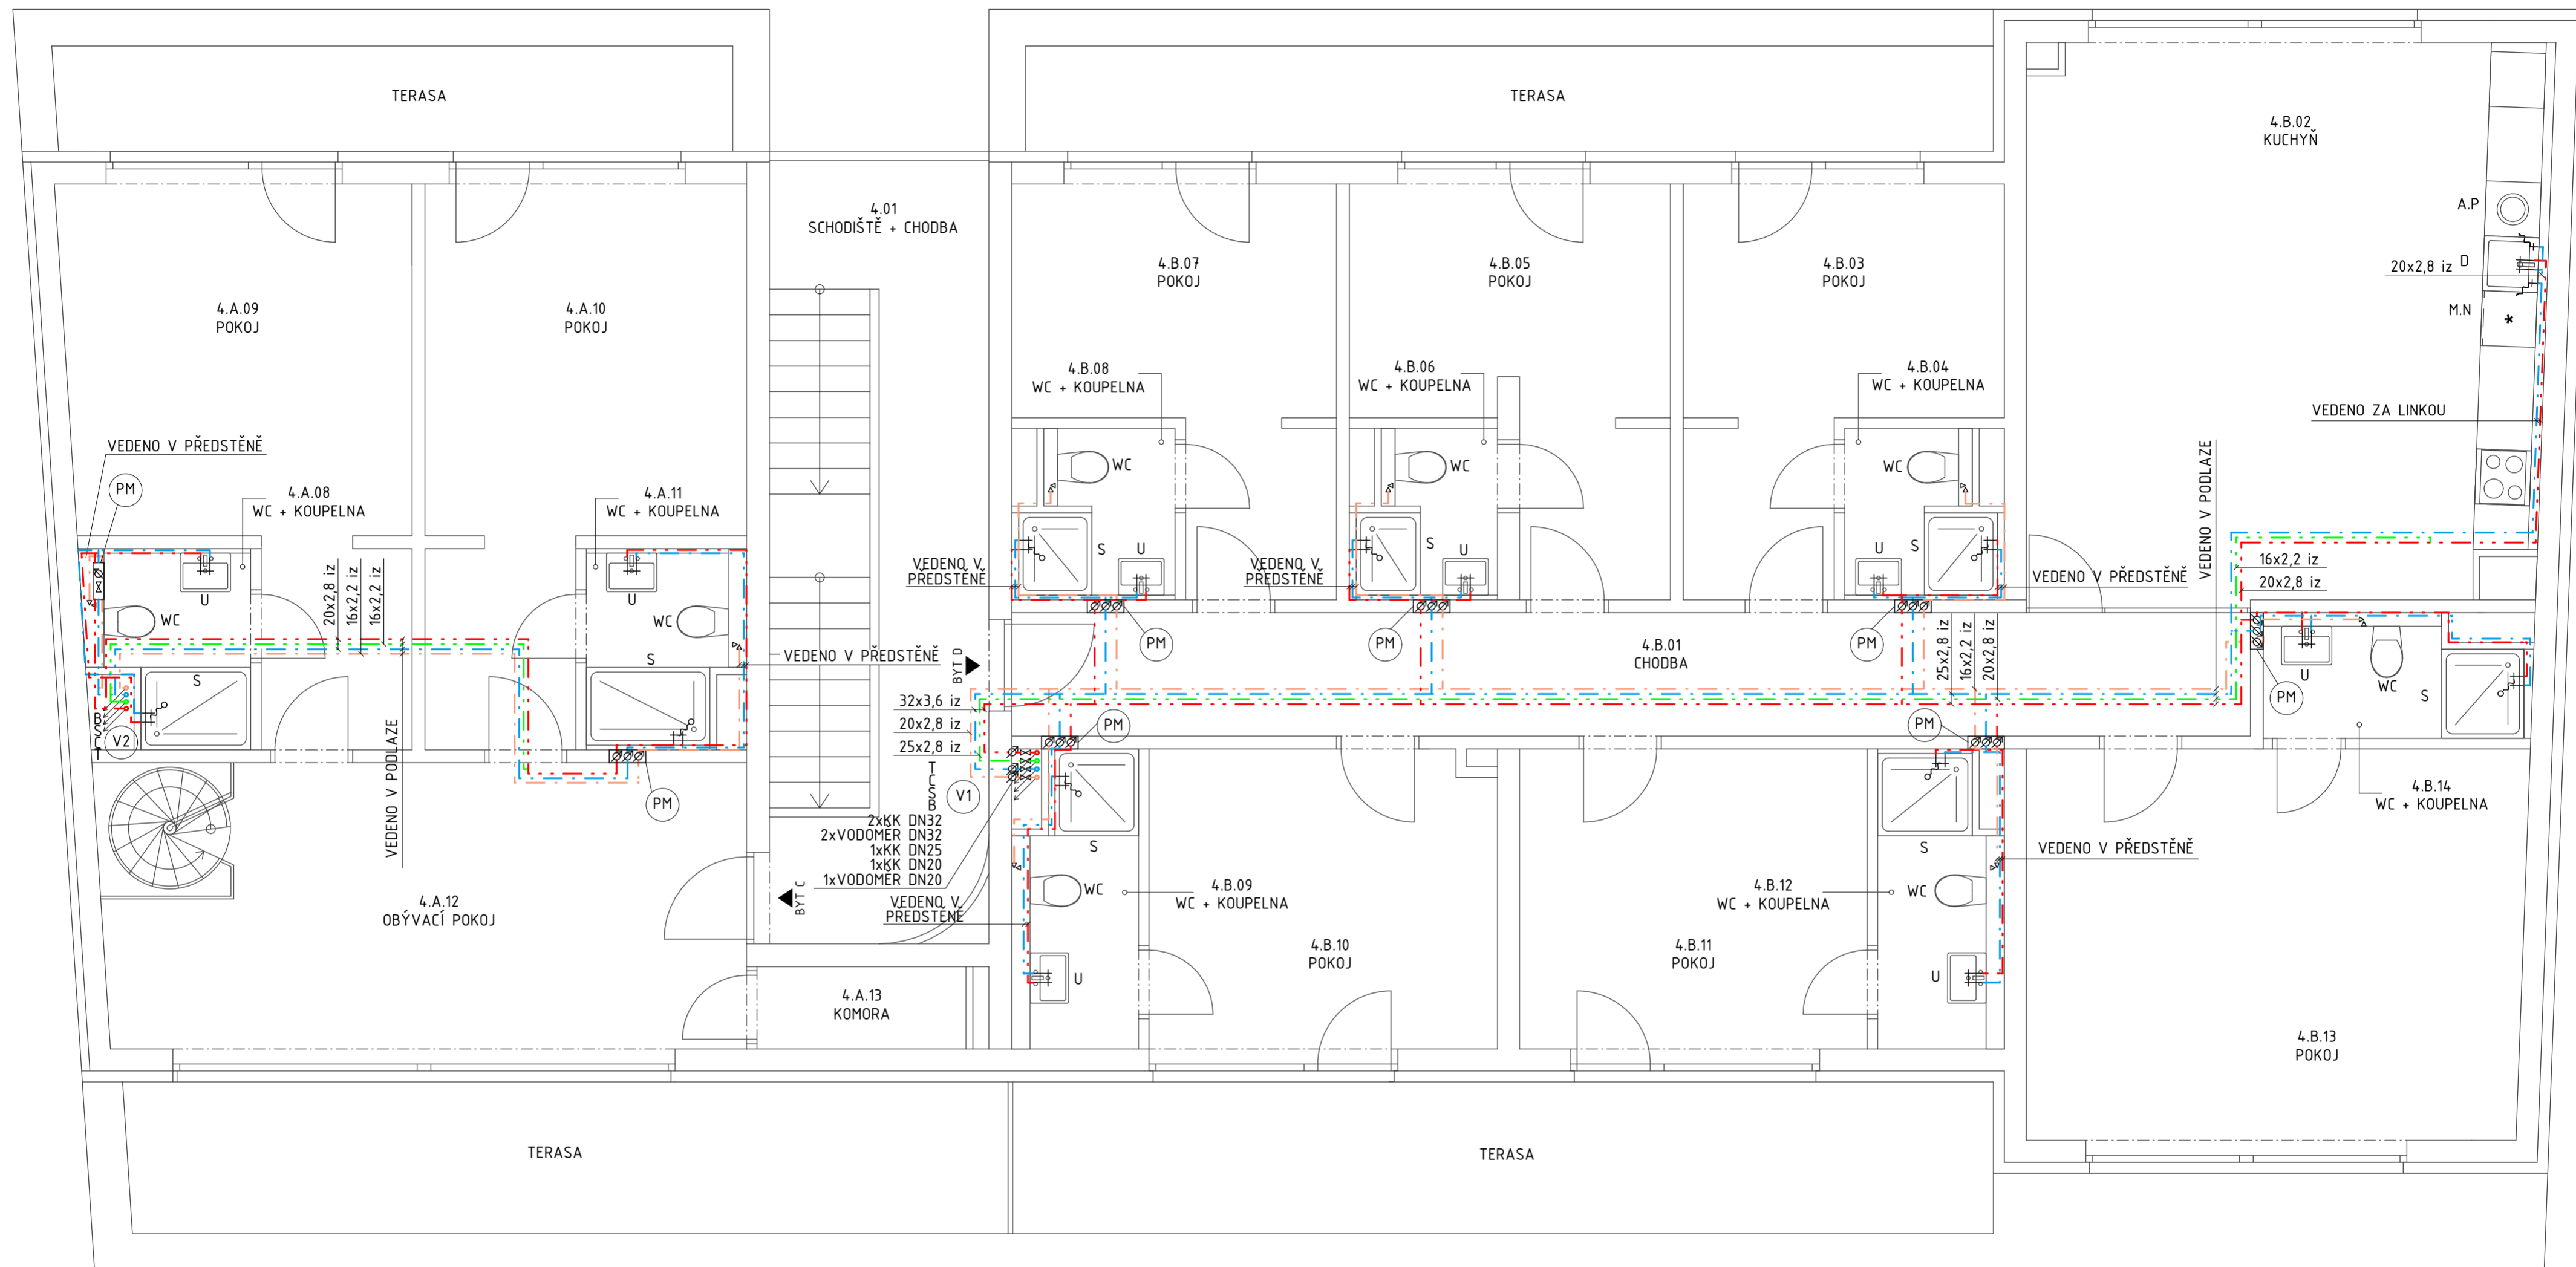 TERASA
TERASA
4.B.02
KUCHYŇ
4.01
SCHODIŠTĚ + CHODBA
A.P
D
20x2,8 iz
M.N
*
4.A.09
POKOJ
4.A.10
POKOJ
4.B.07
POKOJ
4.B.05
POKOJ
4.B.03
POKOJ
4.B.08
WC + KOUPELNA
4.B.06
WC + KOUPELNA
4.B.04
WC + KOUPELNA
VEDENO ZA LINKOU
VEDENO V PŘEDSTĚNĚ
PM
4.A.08
WC + KOUPELNA
4.A.11
WC + KOUPELNA
WC
WC
WC
VEDENO V PODLAZE
VEDENO V
PŘEDSTĚNĚ
S
U
VEDENO V
PŘEDSTĚNĚ
S
U
U
S
VEDENO V PŘEDSTĚNĚ
16x2,2 iz
20x2,8 iz
U
WC
20x2,8 iz
16x2,2 iz
16x2,2 iz
U
WC
S
S
VEDENO V PŘEDSTĚNĚ
BYT D
PM
PM
PM
4.B.01
CHODBA
25x2,8 iz
16x2,2 iz
20x2,8 iz
U
WC
S
PM
32x3,6 iz
20x2,8 iz
25x2,8 iz
PM
PM
B
S
C
T
V2
VEDENO V PODLAZE
PM
T
C
S
B
V1
2xKK DN32
2xVODOMĚR DN32
1xKK DN25
1xKK DN20
1xVODOMĚR DN20
VEDENO V
PŘEDSTĚNĚ
BYT C
S
WC
4.B.09
WC + KOUPELNA
4.B.12
WC + KOUPELNA
S
WC
VEDENO V PŘEDSTĚNĚ
4.B.14
WC + KOUPELNA
4.A.12
OBÝVACÍ POKOJ
4.B.10
POKOJ
4.B.11
POKOJ
U
U
4.A.13
KOMORA
4.B.13
POKOJ
TERASA
TERASA